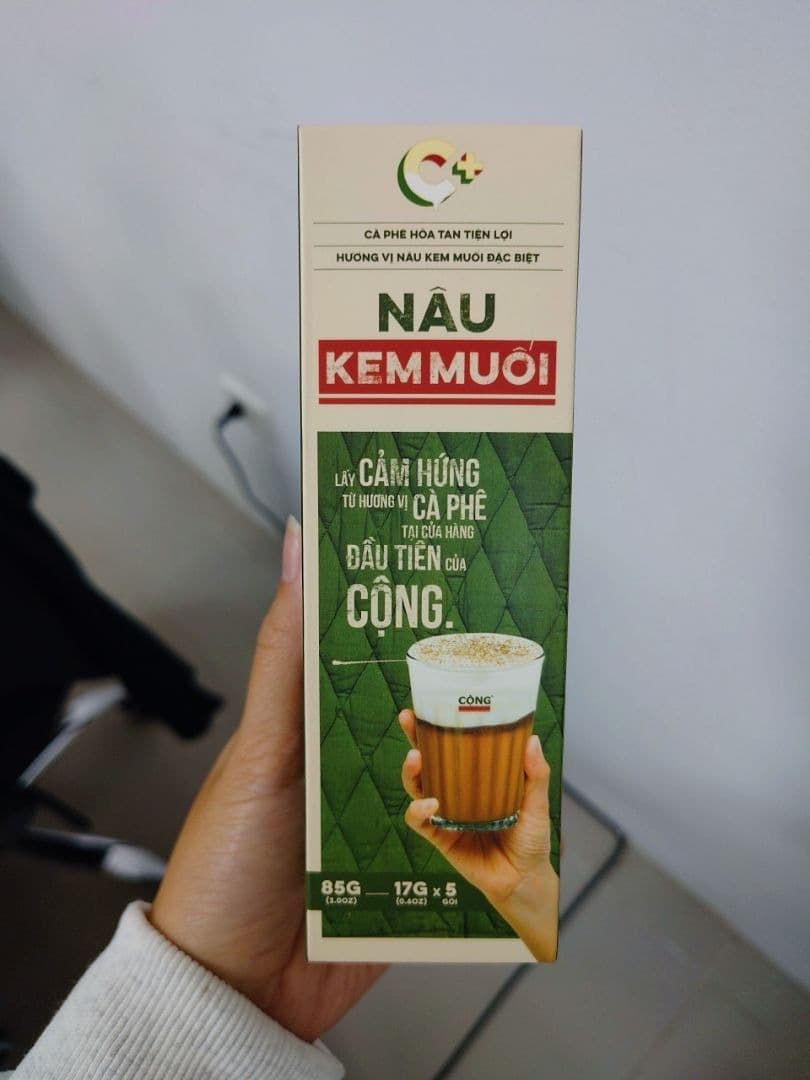 C+
CÀ PHÊ HÒA TAN TIỆN LỢI
HƯƠNG VỊ NÂU KEM MUỐI ĐẶC BIỆT
NÂU
KEM MUỐI
LẤY CẢM HỨNG
TỪ HƯƠNG VỊ CÀ PHÊ
TẠI CỬA HÀNG
ĐẦU TIÊN CỦA
CỘNG.
CỘNG
85G — 17G x 5
(3.0OZ) (0.6OZ) GÓI